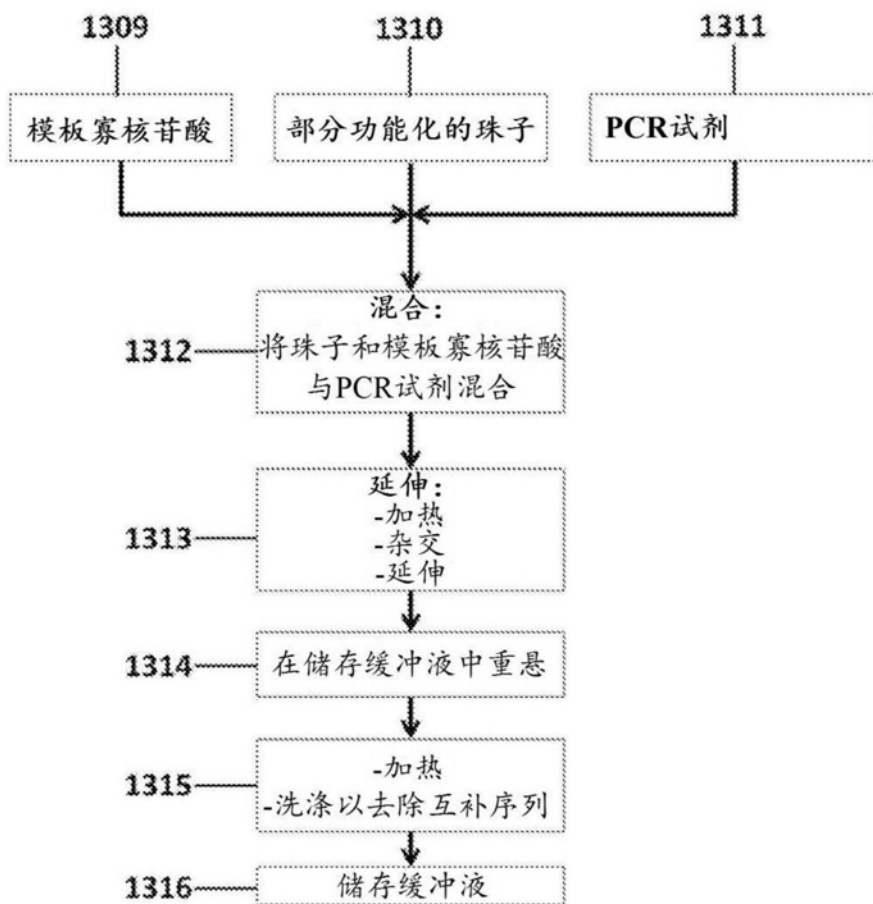 1309
1310
1311
模板寡核苷酸
部分功能化的珠子
PCR试剂
混合：
1312
将珠子和模板寡核苷酸
与PCR试剂混合
延伸：
-加热
1313
-杂交
-延伸
1314
在储存缓冲液中重悬
-加热
1315
-洗涤以去除互补序列
1316
储存缓冲液